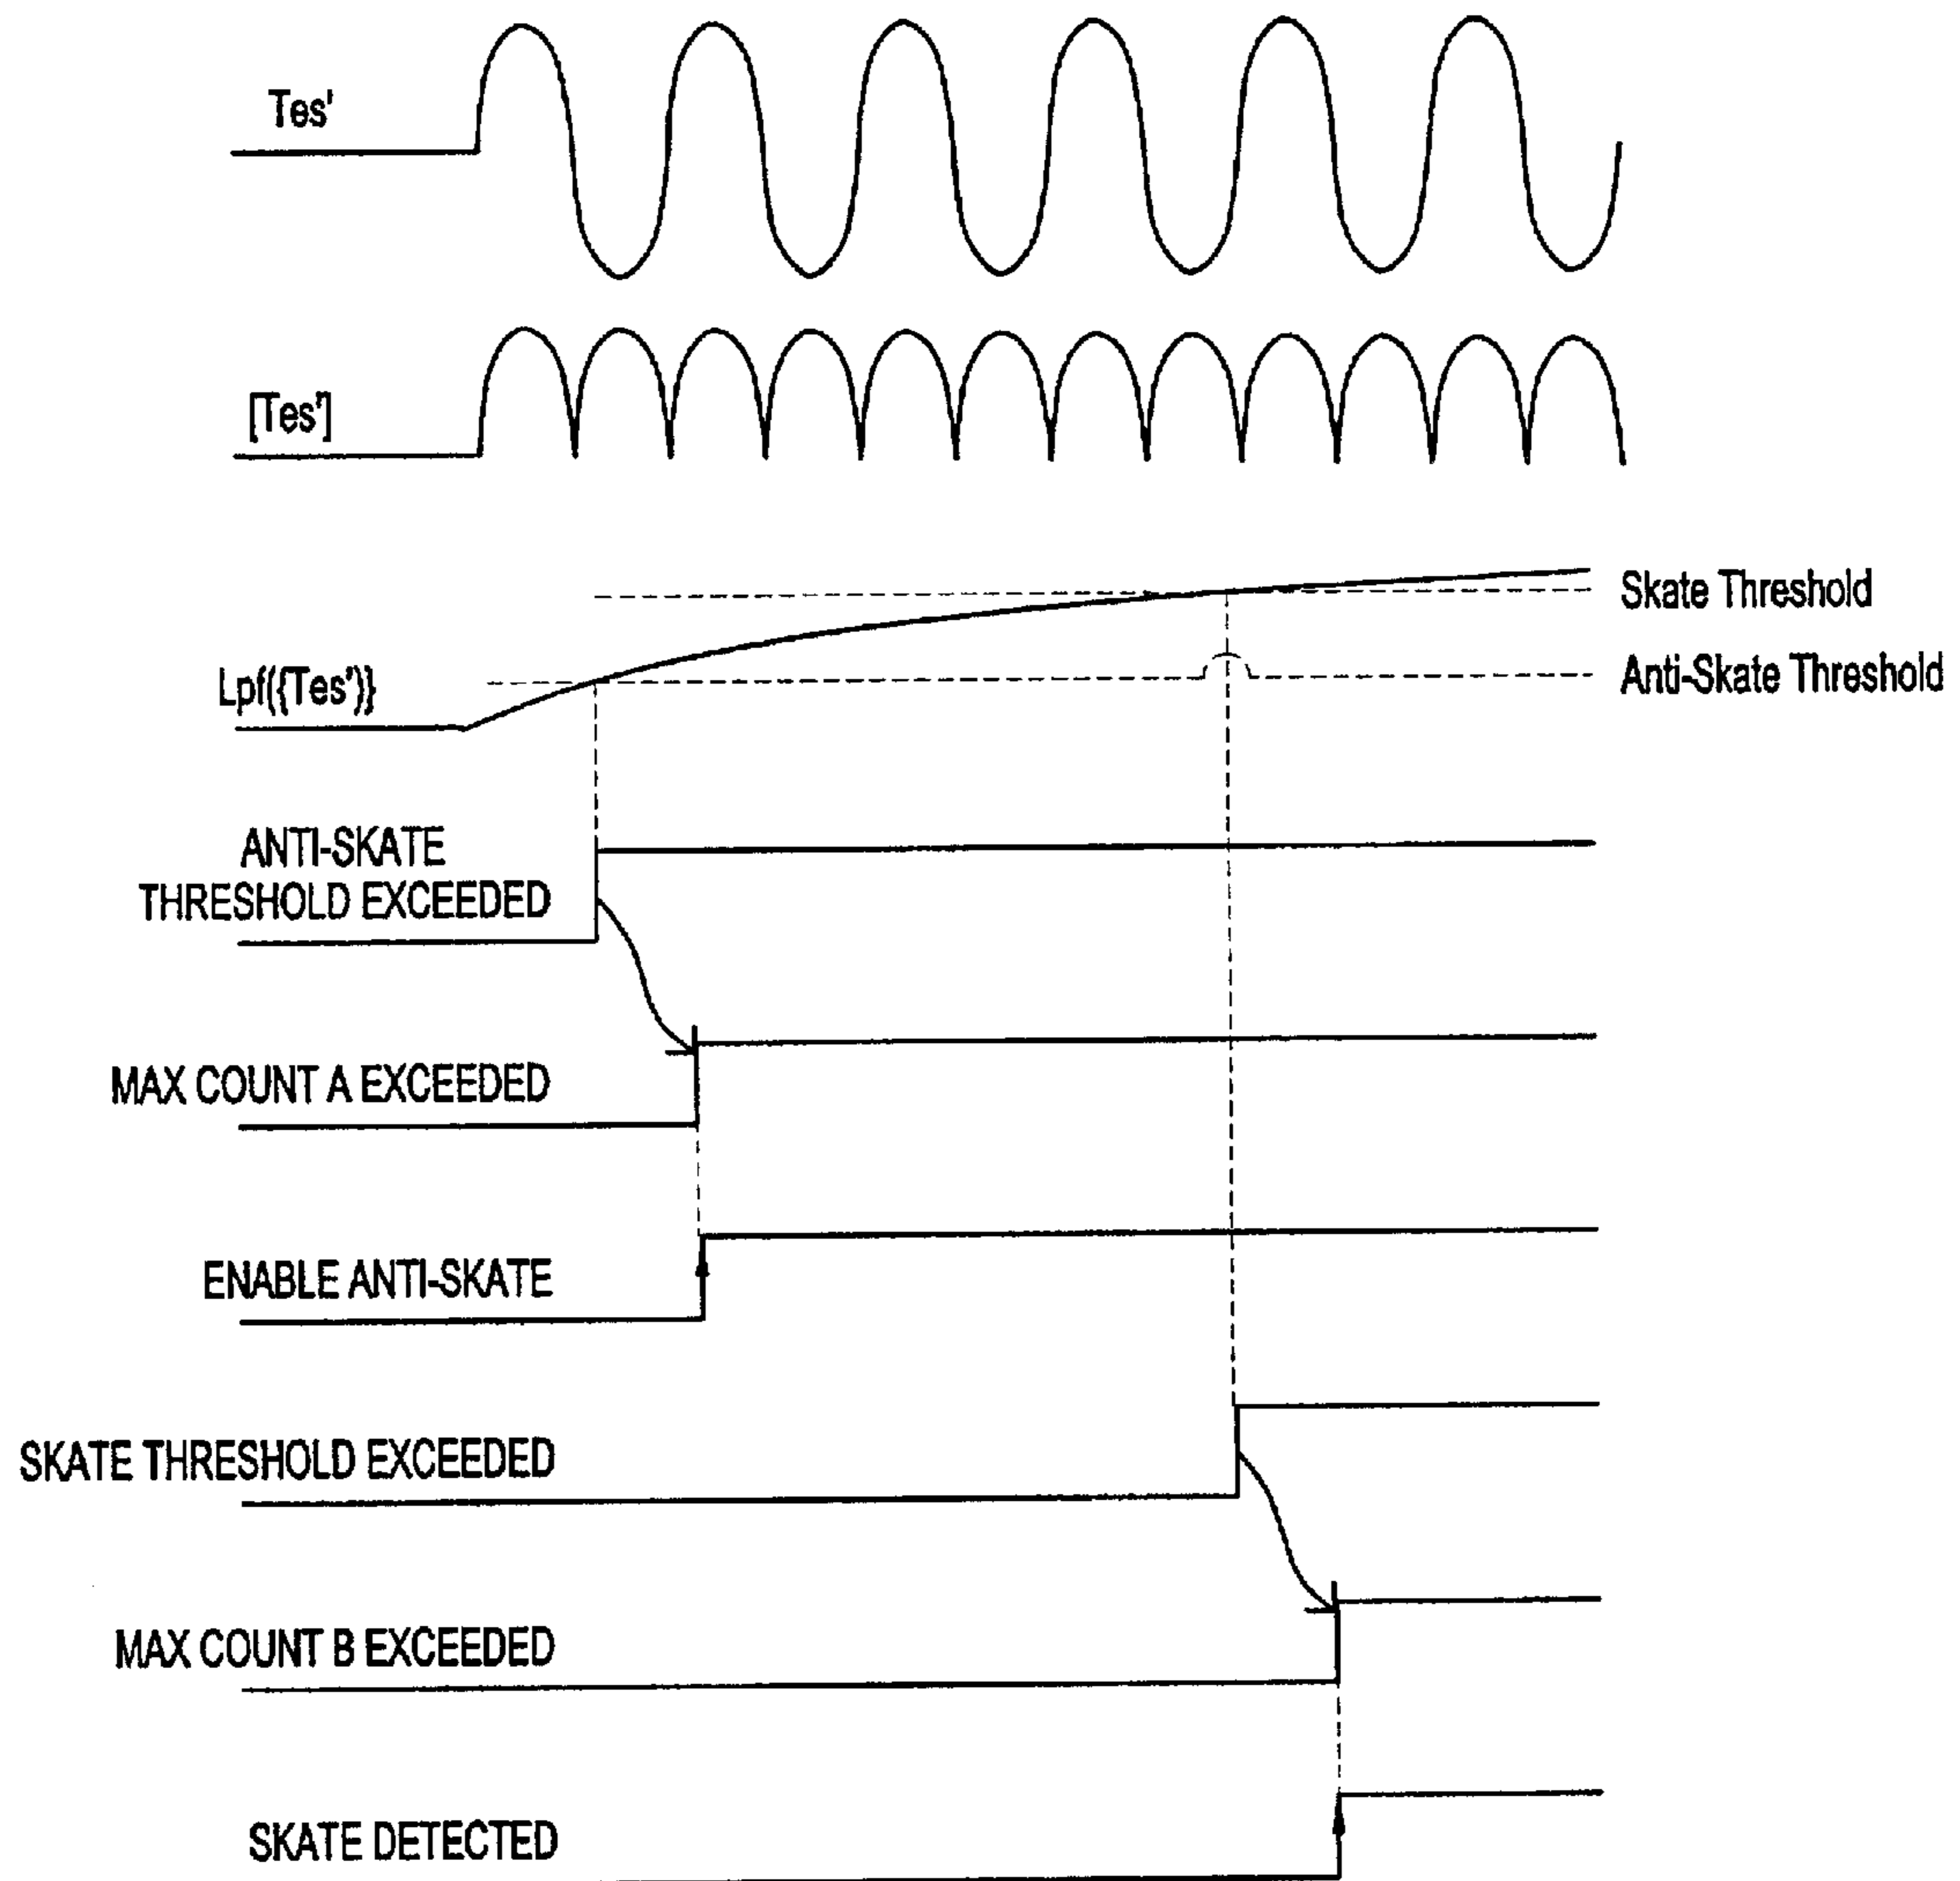 Tes'
[Tes']
Skate Threshold
Lpf({Tes')}
Anti-Skate Threshold
ANTI-SKATE
THRESHOLD EXCEEDED
MAX COUNT A EXCEEDED
ENABLE ANTI-SKATE
SKATE THRESHOLD EXCEEDED
MAX COUNT B EXCEEDED
SKATE DETECTED